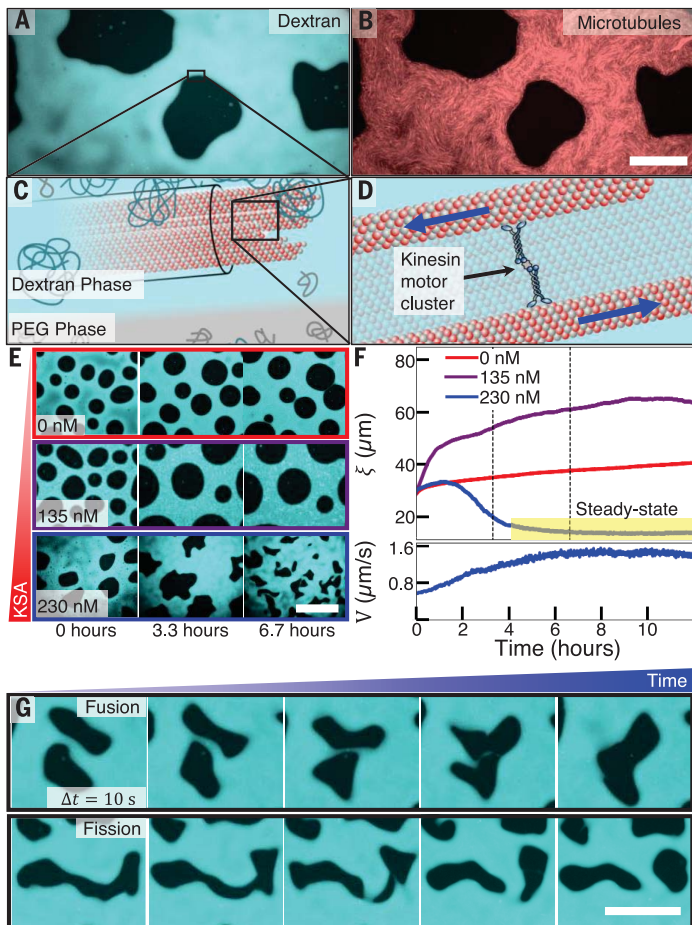 A
Dextran
B
Microtubules
C
Dextran Phase
PEG Phase
D
Kinesin
motor
cluster
E
KSA
0 nM
135 nM
230 nM
0 hours
3.3 hours
6.7 hours
F
0 nM
135 nM
230 nM
80
60
40
20
ξ (μm)
Steady-state
1.6
0.8
V (μm/s)
0
2
4
6
8
10
Time (hours)
Time
G
Fusion
Δt = 10 s
Fission